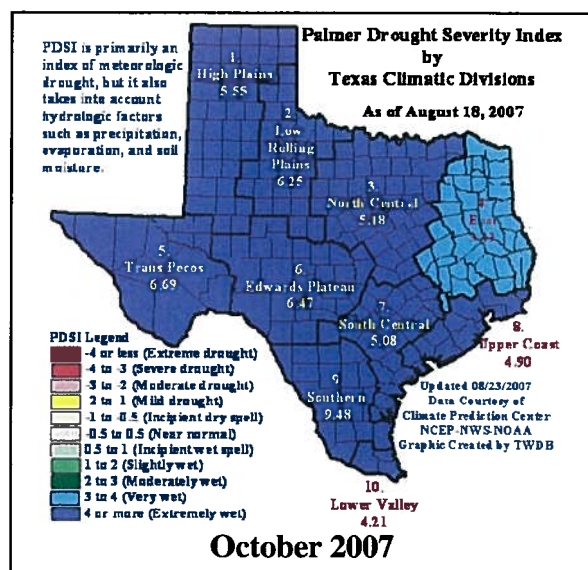 PDSI is primarily an
index of meteorologic
drought, but it also
takes into account
hydrologic factors
such as precipitation,
evaporation, and soil
moisture.
Palmer Drought Severity Index
by
Texas Climatic Divisions
As of August 18, 2007
1.
High Plains
5.55
2.
Low
Rolling
Plains
6.25
3.
North Central
5.18
East
5.
Trans Pecos
6.69
6.
Edwards Plateau
6.47
7.
South Central
5.08
8.
Upper Coast
4.90
9.
Southern
9.48
10.
Lower Valley
4.21
PDSI Legend
-4 or less (Extreme drought)
-4 to -3 (Severe drought)
-3 to -2 (Moderate drought)
2 to 1 (Mild drought)
-1 to -0.5 (Incipient dry spell)
-0.5 to 0.5 (Near normal)
0.5 to 1 (Incipient wet spell)
1 to 2 (Slightly wet)
2 to 3 (Moderately wet)
3 to 4 (Very wet)
4 or more (Extremely wet)
Updated 08/23/2007
Data Courtesy of
Climate Prediction Center
NCEP-NWS-NOAA
Graphic Created by TWDB
October 2007